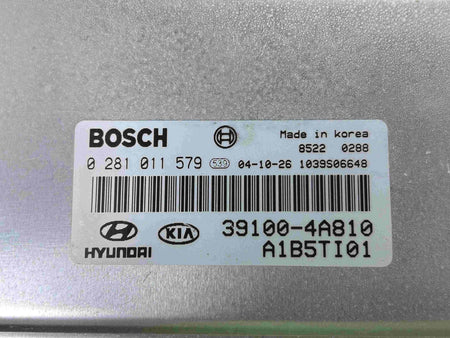 BOSCH Made in korea
8522 0288
0 281 011 579 530 04-10-26 1039S06648
HYUNDAI KIA 39100-4A810
A1B5TI01